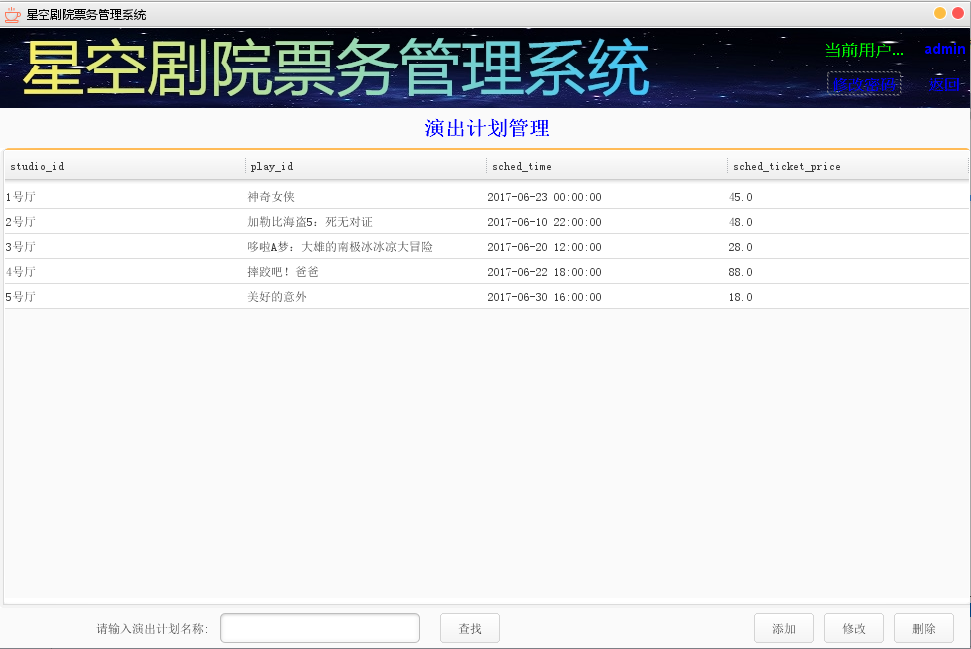 星空剧院票务管理系统
星空剧院票务管理系统
当前用户... admin
修改密码 返回
演出计划管理
studio_id play_id sched_time sched_ticket_price
1号厅 神奇女侠 2017-06-23 00:00:00 45.0
2号厅 加勒比海盗5：死无对证 2017-06-10 22:00:00 48.0
3号厅 哆啦A梦：大雄的南极冰冰凉大冒险 2017-06-20 12:00:00 28.0
4号厅 摔跤吧！爸爸 2017-06-22 18:00:00 88.0
5号厅 美好的意外 2017-06-30 16:00:00 18.0
请输入演出计划名称: 查找 添加 修改 删除